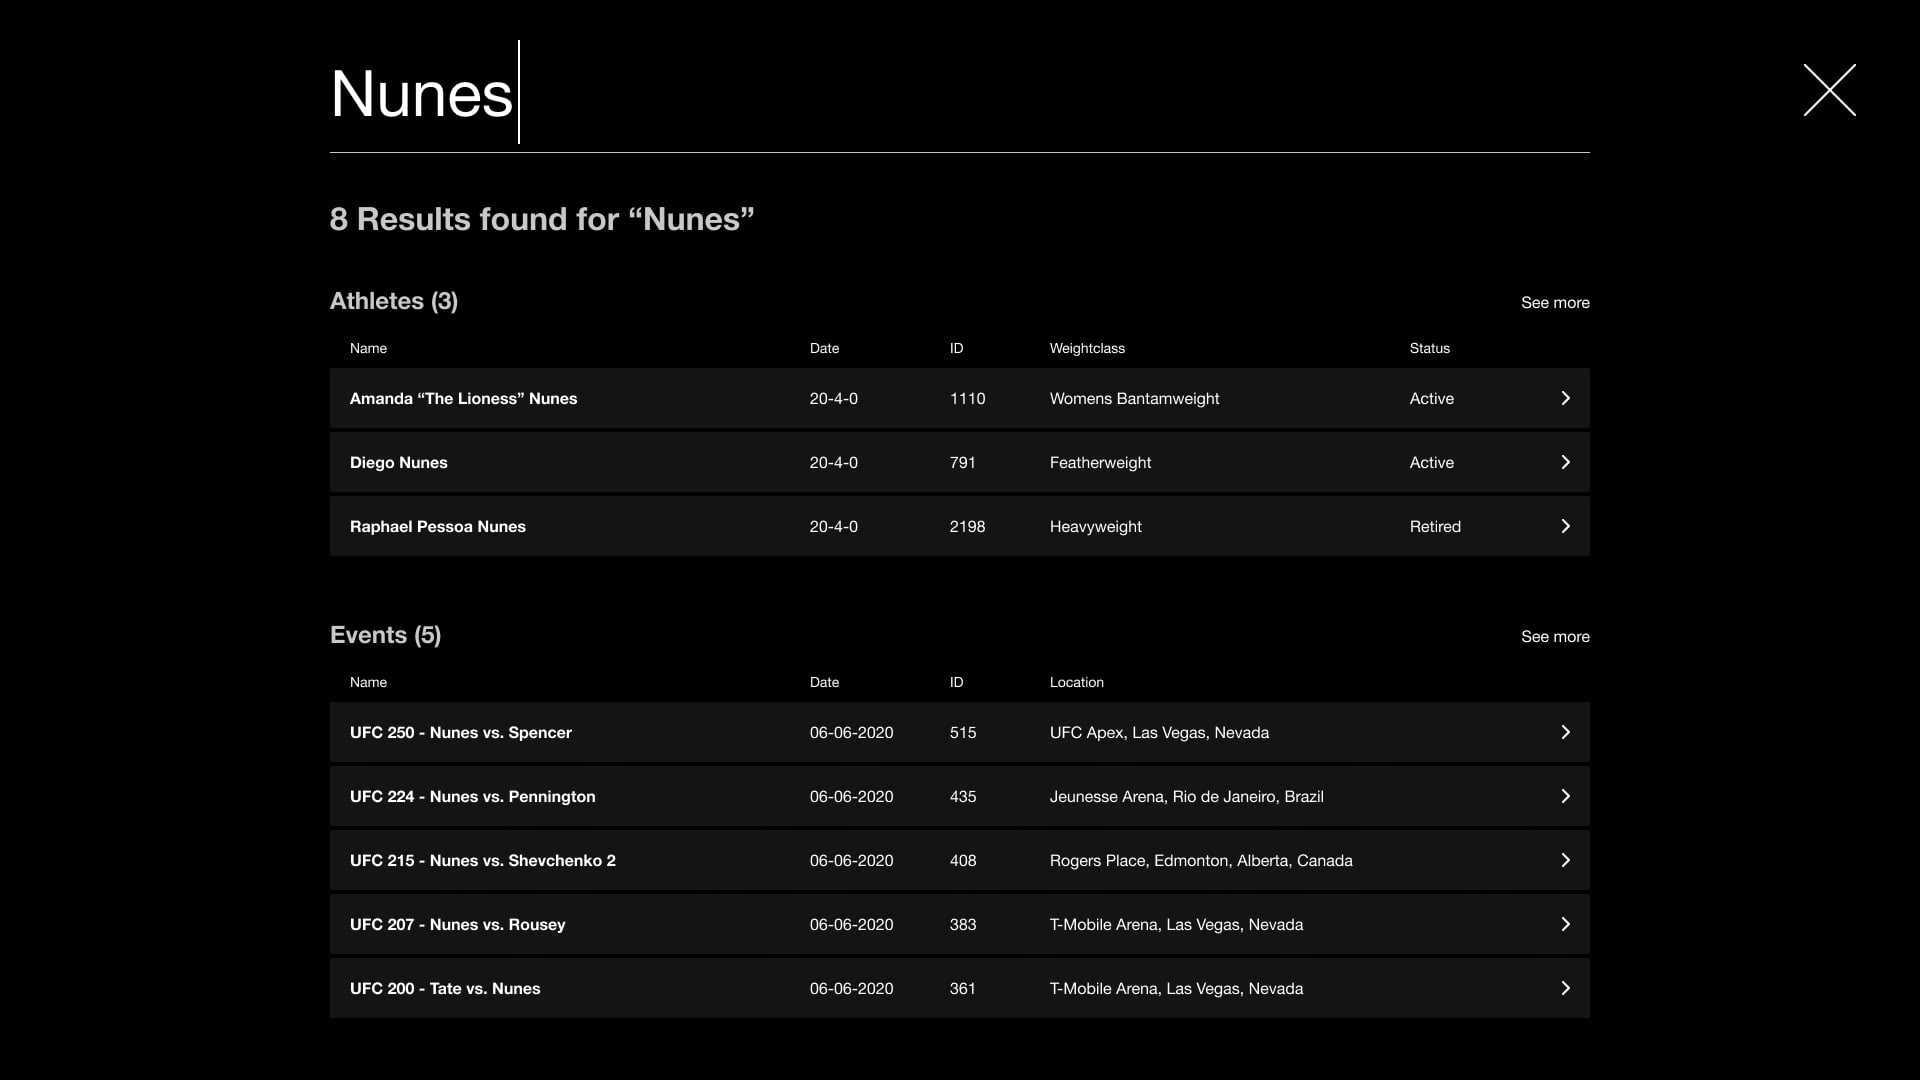 Nunes
8 Results found for “Nunes”
Athletes (3) See more
Name Date ID Weightclass Status
Amanda “The Lioness” Nunes 20-4-0 1110 Womens Bantamweight Active
Diego Nunes 20-4-0 791 Featherweight Active
Raphael Pessoa Nunes 20-4-0 2198 Heavyweight Retired
Events (5) See more
Name Date ID Location
UFC 250 - Nunes vs. Spencer 06-06-2020 515 UFC Apex, Las Vegas, Nevada
UFC 224 - Nunes vs. Pennington 06-06-2020 435 Jeunesse Arena, Rio de Janeiro, Brazil
UFC 215 - Nunes vs. Shevchenko 2 06-06-2020 408 Rogers Place, Edmonton, Alberta, Canada
UFC 207 - Nunes vs. Rousey 06-06-2020 383 T-Mobile Arena, Las Vegas, Nevada
UFC 200 - Tate vs. Nunes 06-06-2020 361 T-Mobile Arena, Las Vegas, Nevada